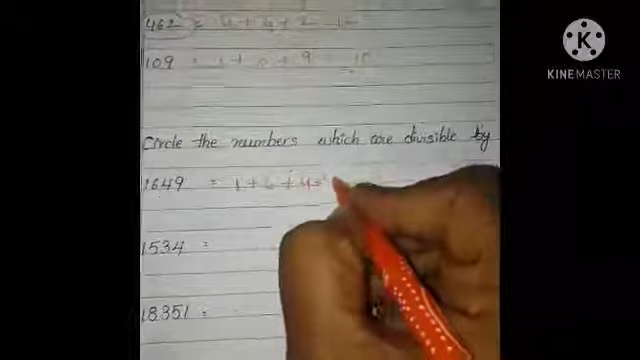 462 = 4 + 6 + 2 12
109 = 1 + 0 + 9 10
Circle the numbers which are divisible by
1649 = 1 + 6 + 4
1534 =
18351 =
KINEMASTER